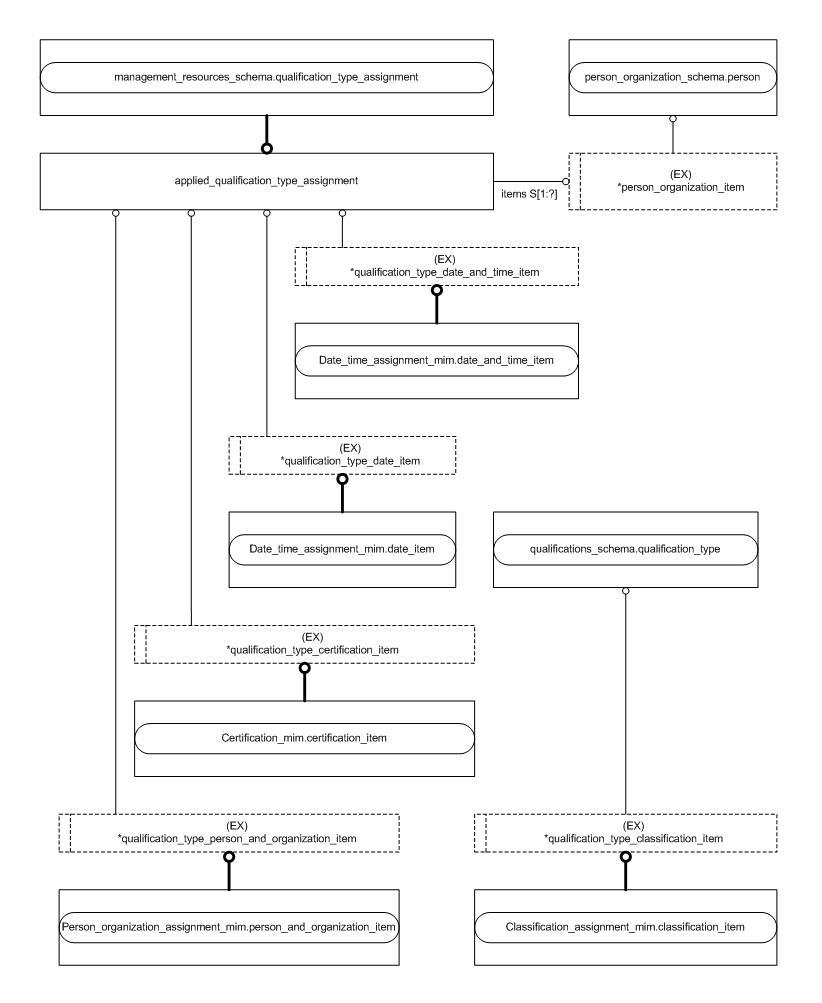 management_resources_schema.qualification_type_assignment
person_organization_schema.person
applied_qualification_type_assignment
items S[1:?]
(EX)
*person_organization_item
(EX)
*qualification_type_date_and_time_item
Date_time_assignment_mim.date_and_time_item
(EX)
*qualification_type_date_item
Date_time_assignment_mim.date_item
qualifications_schema.qualification_type
(EX)
*qualification_type_certification_item
Certification_mim.certification_item
(EX)
*qualification_type_person_and_organization_item
(EX)
*qualification_type_classification_item
Person_organization_assignment_mim.person_and_organization_item
Classification_assignment_mim.classification_item